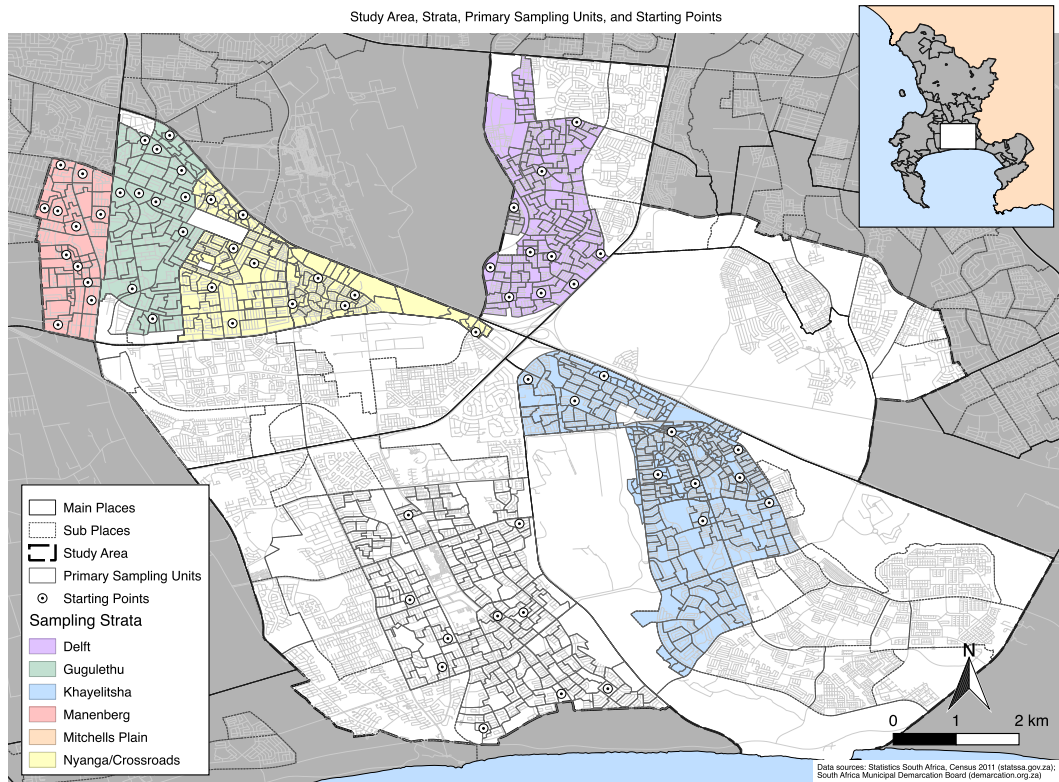 Study Area, Strata, Primary Sampling Units, and Starting Points
Main Places
Sub Places
Study Area
Primary Sampling Units
Starting Points
Sampling Strata
Delft
Gugulethu
Khayelitsha
Manenberg
Mitchells Plain
Nyanga/Crossroads
N
0 1 2 km
Data sources: Statistics South Africa, Census 2011 (statssa.gov.za);
South Africa Municipal Demarcation Board (demarcation.org.za)